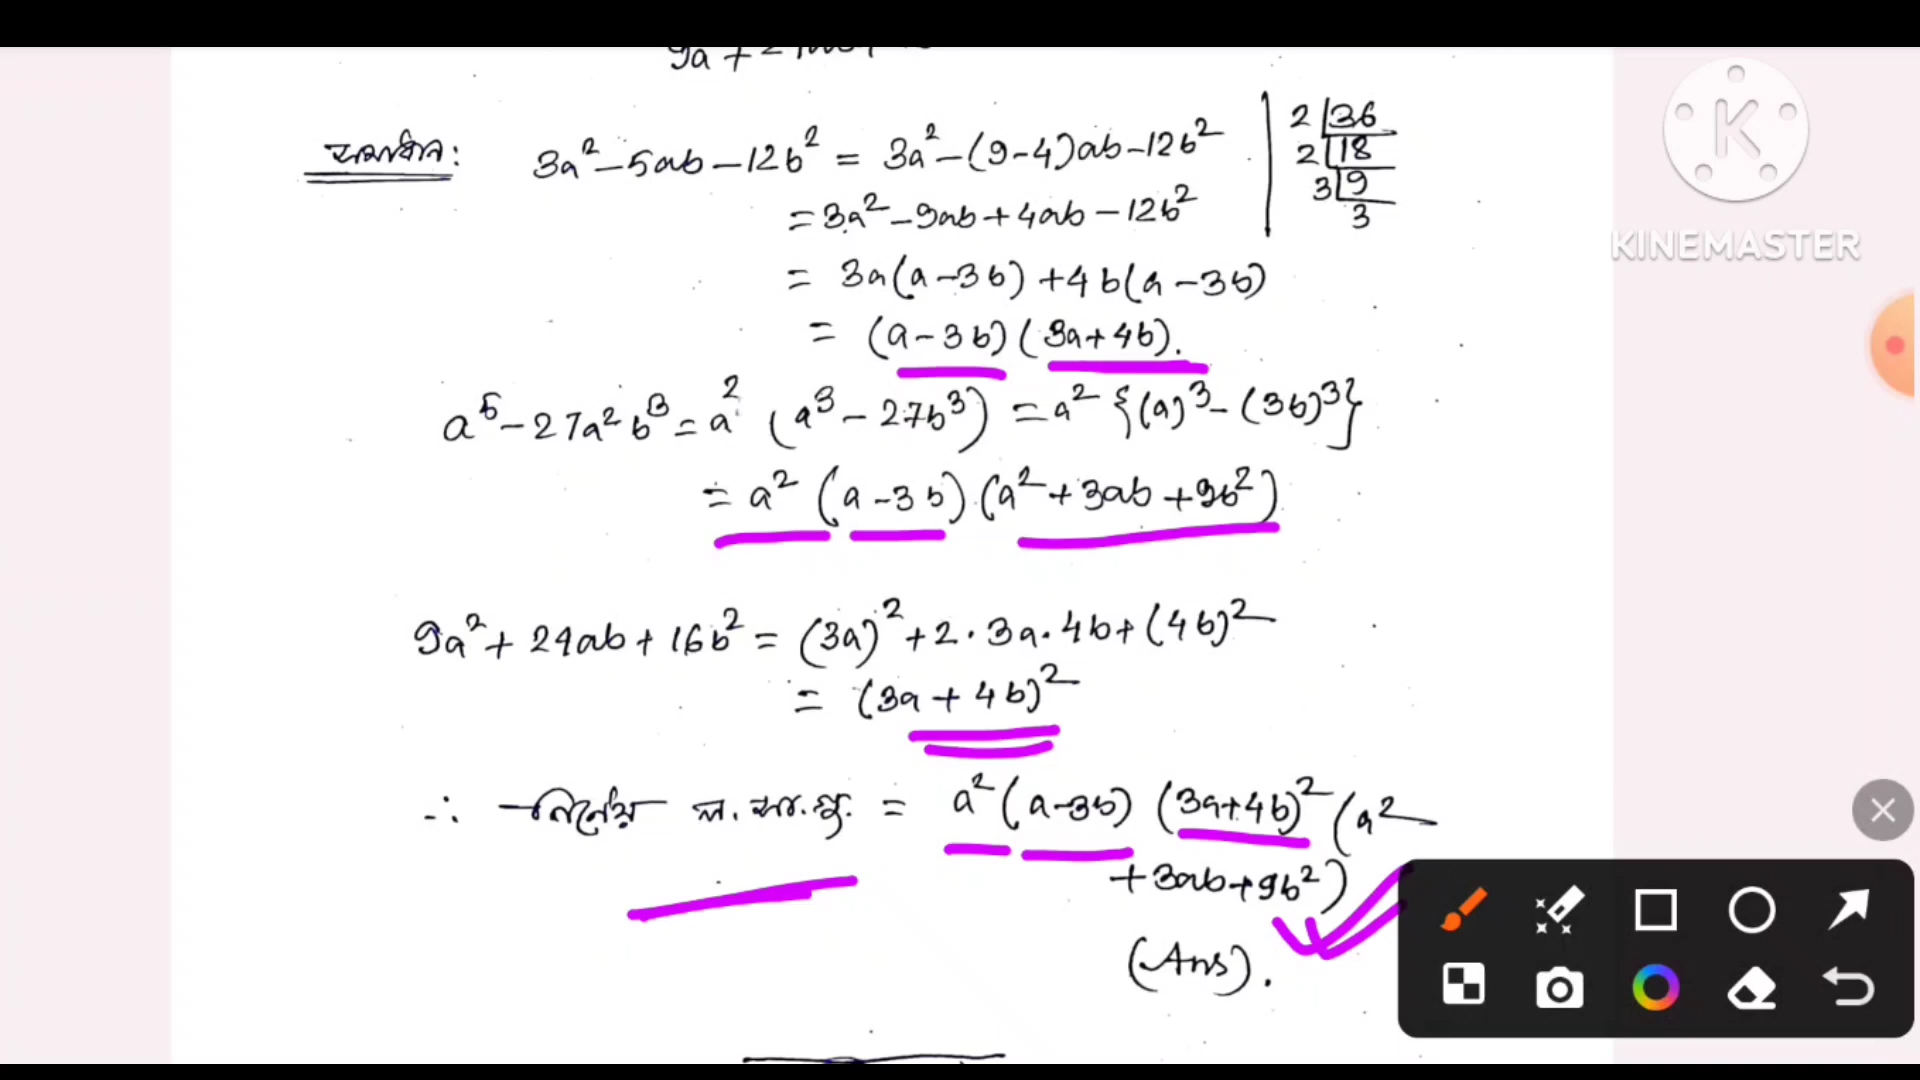 সমাধান: 3a² - 5ab - 12b² = 3a² - (9-4)ab - 12b²
= 3a² - 9ab + 4ab - 12b²
= 3a(a-3b) + 4b(a-3b)
= (a-3b)(3a+4b).
2 36
2 18
3 9
3
KINEMASTER
a⁵ - 27a²b³ = a² (a³ - 27b³) = a² {(a)³ - (3b)³}
= a² (a-3b)(a² + 3ab + 9b²)
9a² + 24ab + 16b² = (3a)² + 2·3a·4b + (4b)²
= (3a + 4b)²
∴ নির্ণেয় ল.সা.গু. = a² (a-3b) (3a+4b)² (a²
+3ab+9b²)
(Ans).